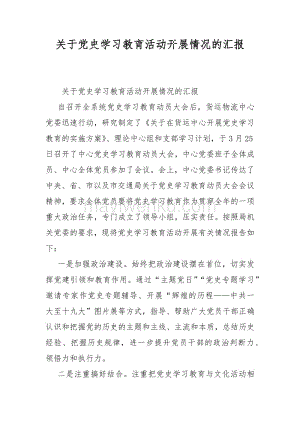 关于党史学习教育活动开展情况的汇报
关于党史学习教育活动开展情况的汇报
自召开全系统党史学习教育动员大会后，货运物流中心
党委迅速行动，研究制定了《关于在货运中心开展党史学习
教育的实施方案》、理论中心组和支部学习计划，于 3 月 25
日召开了中心党史学习教育动员大会，中心党委班子全体成
员、中心全体党员参加了会议。会上，中心党委书记传达了
中央、省、市以及市交通局关于党史学习教育动员大会会议
精神，要求全体党员要将党史学习教育作为贯穿全年的一项
重大政治任务，专门成立了领导小组，压实责任。按照局机
关党委的要求，现将党史学习教育活动开展有关情况报告如
下：
一是加强政治建设。始终把政治建设摆在首位，切实发
挥党建引领和教育作用。通过“主题党日”“党史专题学习”
邀请专家作党史专题辅导、开展“辉煌的历程——中共一
大至十九大”图片展等方式，指导、帮助广大党员干部正确
认识和把握党的历史的主题和主线、主流和本质，总结历史
经验、把握历史规律，进一步提升党员干部的政治判断力、
领悟力和执行力。
二是注重搞好结合。注重把党史学习教育与文化活动相